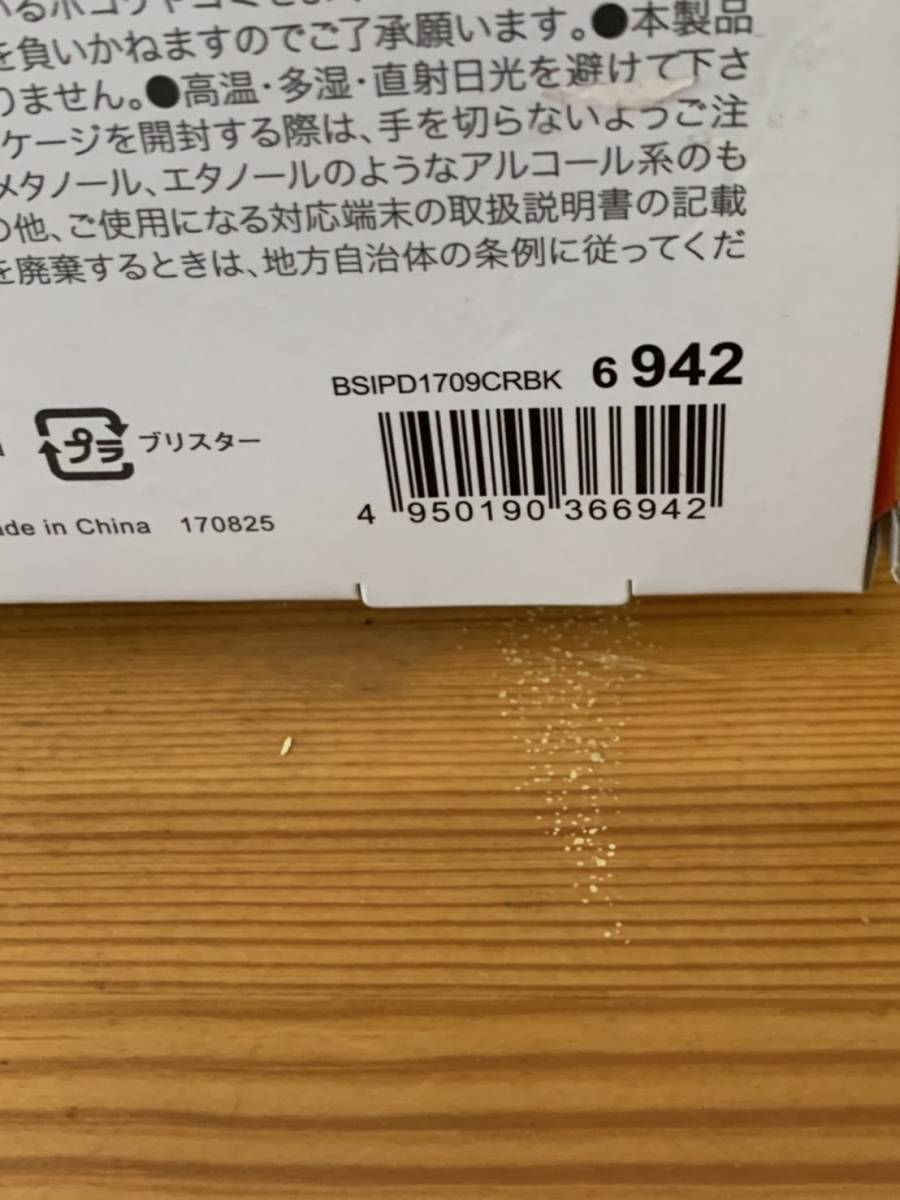 を負いかねますのでご了承願います。●本製品
りません。●高温・多湿・直射日光を避けて下さ
ケージを開封する際は、手を切らないようご注
メタノール、エタノールのようなアルコール系のも
の他、ご使用になる対応端末の取扱説明書の記載
を廃棄するときは、地方自治体の条例に従ってくだ
BSIPD1709CRBK 6 942
プラ ブリスター
4 950190 366942
ade in China 170825